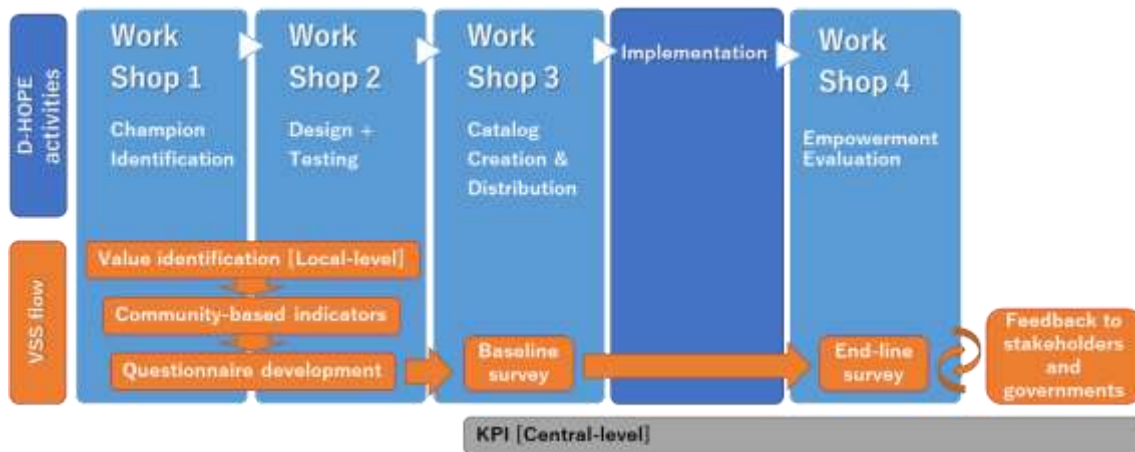 D-HOPE
activities
Work
Shop 1
Champion
Identification
Work
Shop 2
Design +
Testing
Work
Shop 3
Catalog
Creation &
Distribution
Implementation
Work
Shop 4
Empowerment
Evaluation
VSS flow
Value identification [Local-level]
Community-based indicators
Questionnaire development
Baseline
survey
End-line
survey
Feedback to
stakeholders
and
governments
KPI [Central-level]